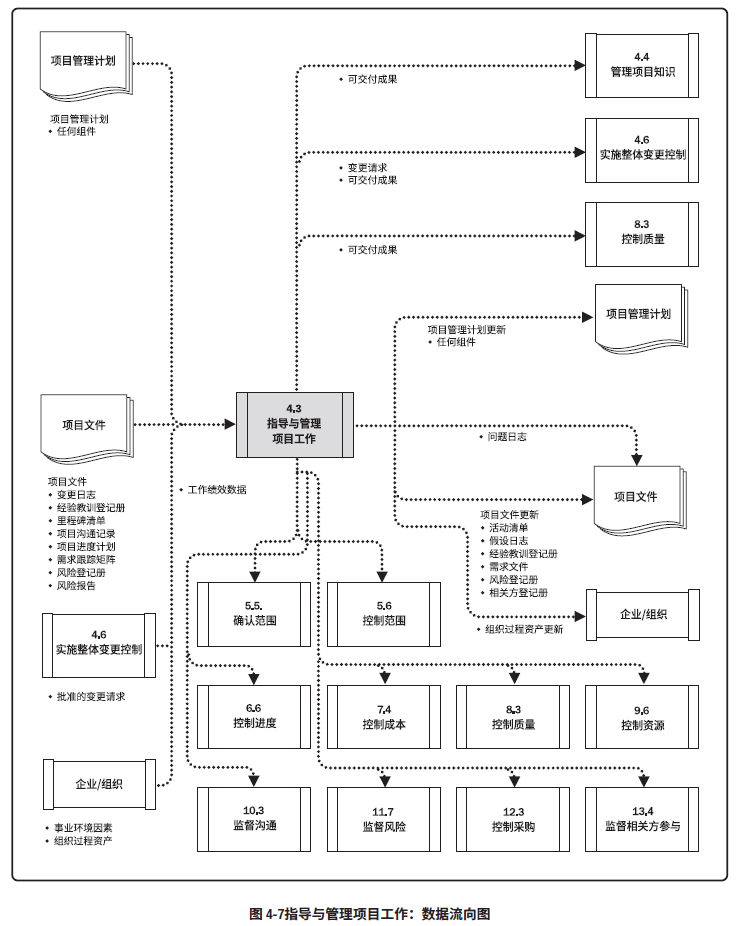 项目管理计划
项目管理计划
• 任何组件
• 可交付成果
4.4
管理项目知识
• 变更请求
• 可交付成果
4.6
实施整体变更控制
• 可交付成果
8.3
控制质量
项目管理计划更新
• 任何组件
项目管理计划
项目文件
4.3
指导与管理
项目工作
• 问题日志
项目文件
项目文件
• 变更日志
• 经验教训登记册
• 里程碑清单
• 项目沟通记录
• 项目进度计划
• 需求跟踪矩阵
• 风险登记册
• 风险报告
• 工作绩效数据
项目文件更新
• 活动清单
• 假设日志
• 经验教训登记册
• 需求文件
• 风险登记册
• 相关方登记册
4.6
实施整体变更控制
• 批准的变更请求
5.5.
确认范围
5.6
控制范围
企业/组织
• 组织过程资产更新
6.6
控制进度
7.4
控制成本
8.3
控制质量
9.6
控制资源
企业/组织
• 事业环境因素
• 组织过程资产
10.3
监督沟通
11.7
监督风险
12.3
控制采购
13.4
监督相关方参与
图 4-7指导与管理项目工作：数据流向图